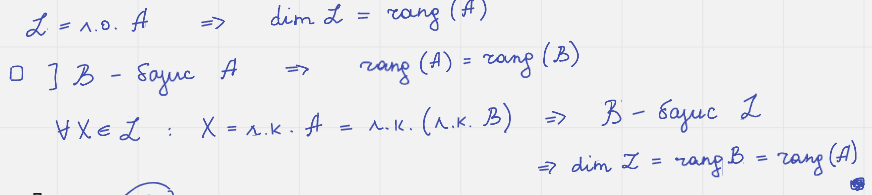 ℒ = л.о. A ⇒ dim ℒ = rang (A)
□ ] B - базис A ⇒ rang (A) = rang (B)
∀ X ∈ ℒ : X = л.к. A = л.к. (л.к. B) ⇒ B - базис ℒ
⇒ dim ℒ = rang B = rang (A)